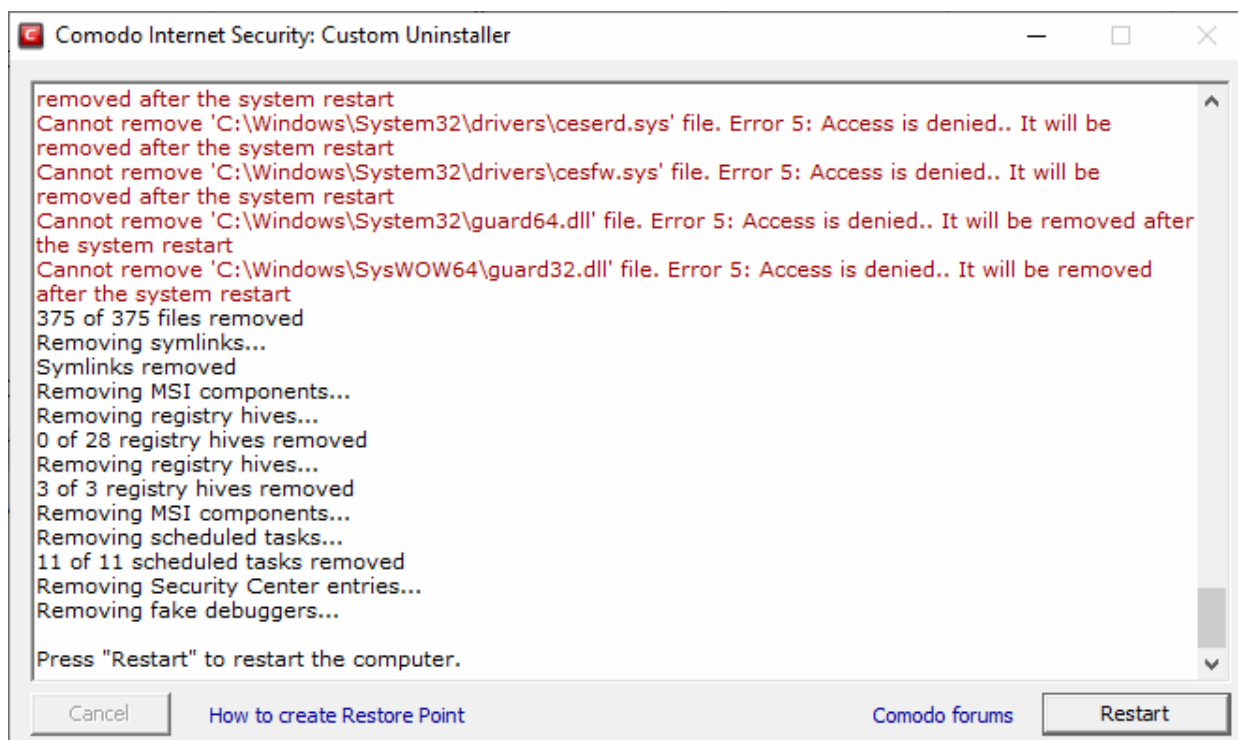 Comodo Internet Security: Custom Uninstaller
removed after the system restart
Cannot remove 'C:\Windows\System32\drivers\ceserd.sys' file. Error 5: Access is denied.. It will be
removed after the system restart
Cannot remove 'C:\Windows\System32\drivers\cesfw.sys' file. Error 5: Access is denied.. It will be
removed after the system restart
Cannot remove 'C:\Windows\System32\guard64.dll' file. Error 5: Access is denied.. It will be removed after
the system restart
Cannot remove 'C:\Windows\SysWOW64\guard32.dll' file. Error 5: Access is denied.. It will be removed
after the system restart
375 of 375 files removed
Removing symlinks...
Symlinks removed
Removing MSI components...
Removing registry hives...
0 of 28 registry hives removed
Removing registry hives...
3 of 3 registry hives removed
Removing MSI components...
Removing scheduled tasks...
11 of 11 scheduled tasks removed
Removing Security Center entries...
Removing fake debuggers...
Press "Restart" to restart the computer.
Cancel How to create Restore Point Comodo forums Restart